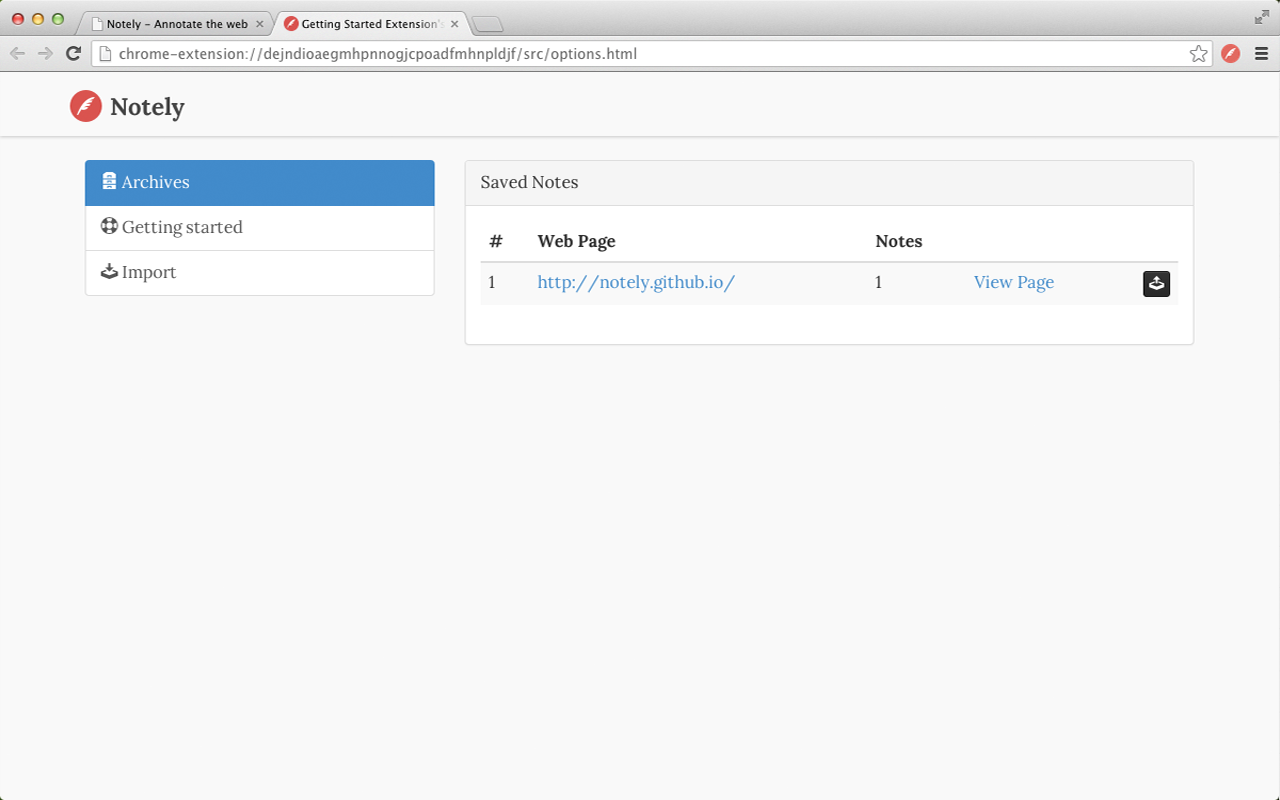 Notely – Annotate the web
Getting Started Extension's
chrome-extension://dejndioaegmhpnnogjcpoadfmhnpldjf/src/options.html
Notely
Archives
Getting started
Import
Saved Notes
# Web Page Notes
1 http://notely.github.io/ 1 View Page